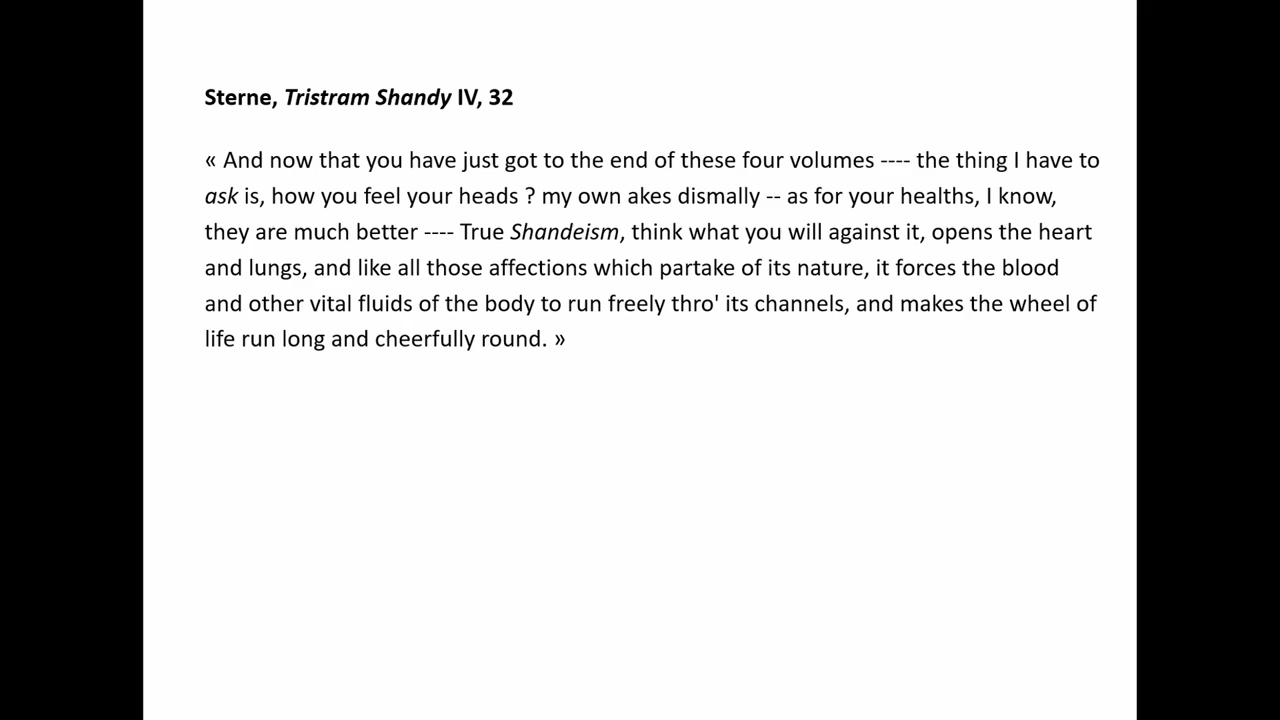 Sterne, Tristram Shandy IV, 32
« And now that you have just got to the end of these four volumes ---- the thing I have to
ask is, how you feel your heads ? my own akes dismally -- as for your healths, I know,
they are much better ---- True Shandeism, think what you will against it, opens the heart
and lungs, and like all those affections which partake of its nature, it forces the blood
and other vital fluids of the body to run freely thro' its channels, and makes the wheel of
life run long and cheerfully round. »